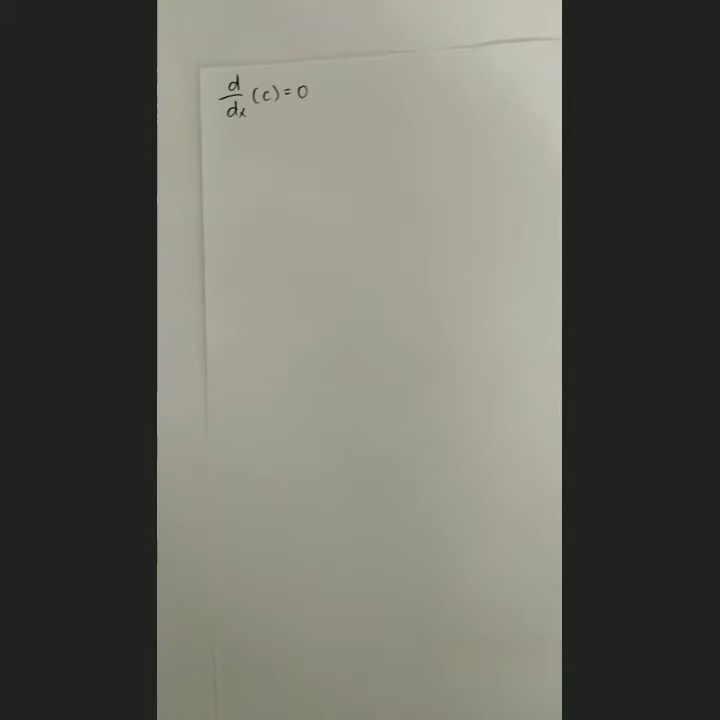 d/dx (c) = 0